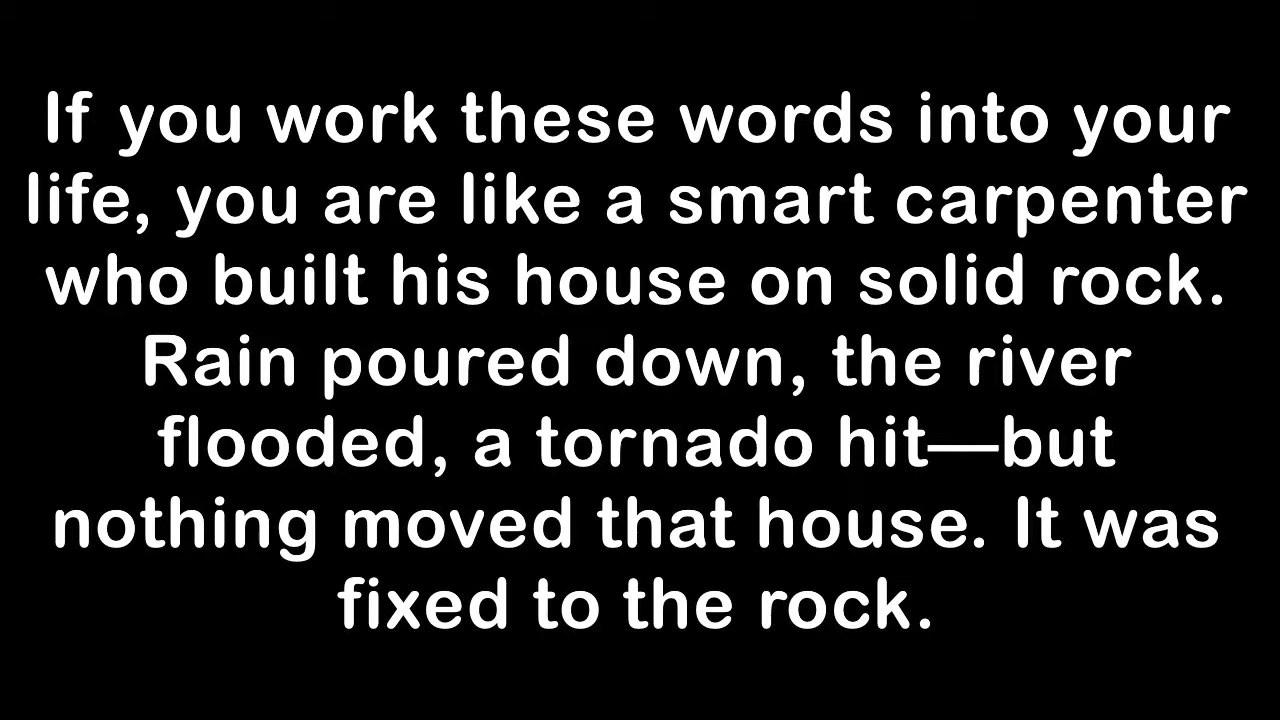 If you work these words into your
life, you are like a smart carpenter
who built his house on solid rock.
Rain poured down, the river
flooded, a tornado hit—but
nothing moved that house. It was
fixed to the rock.